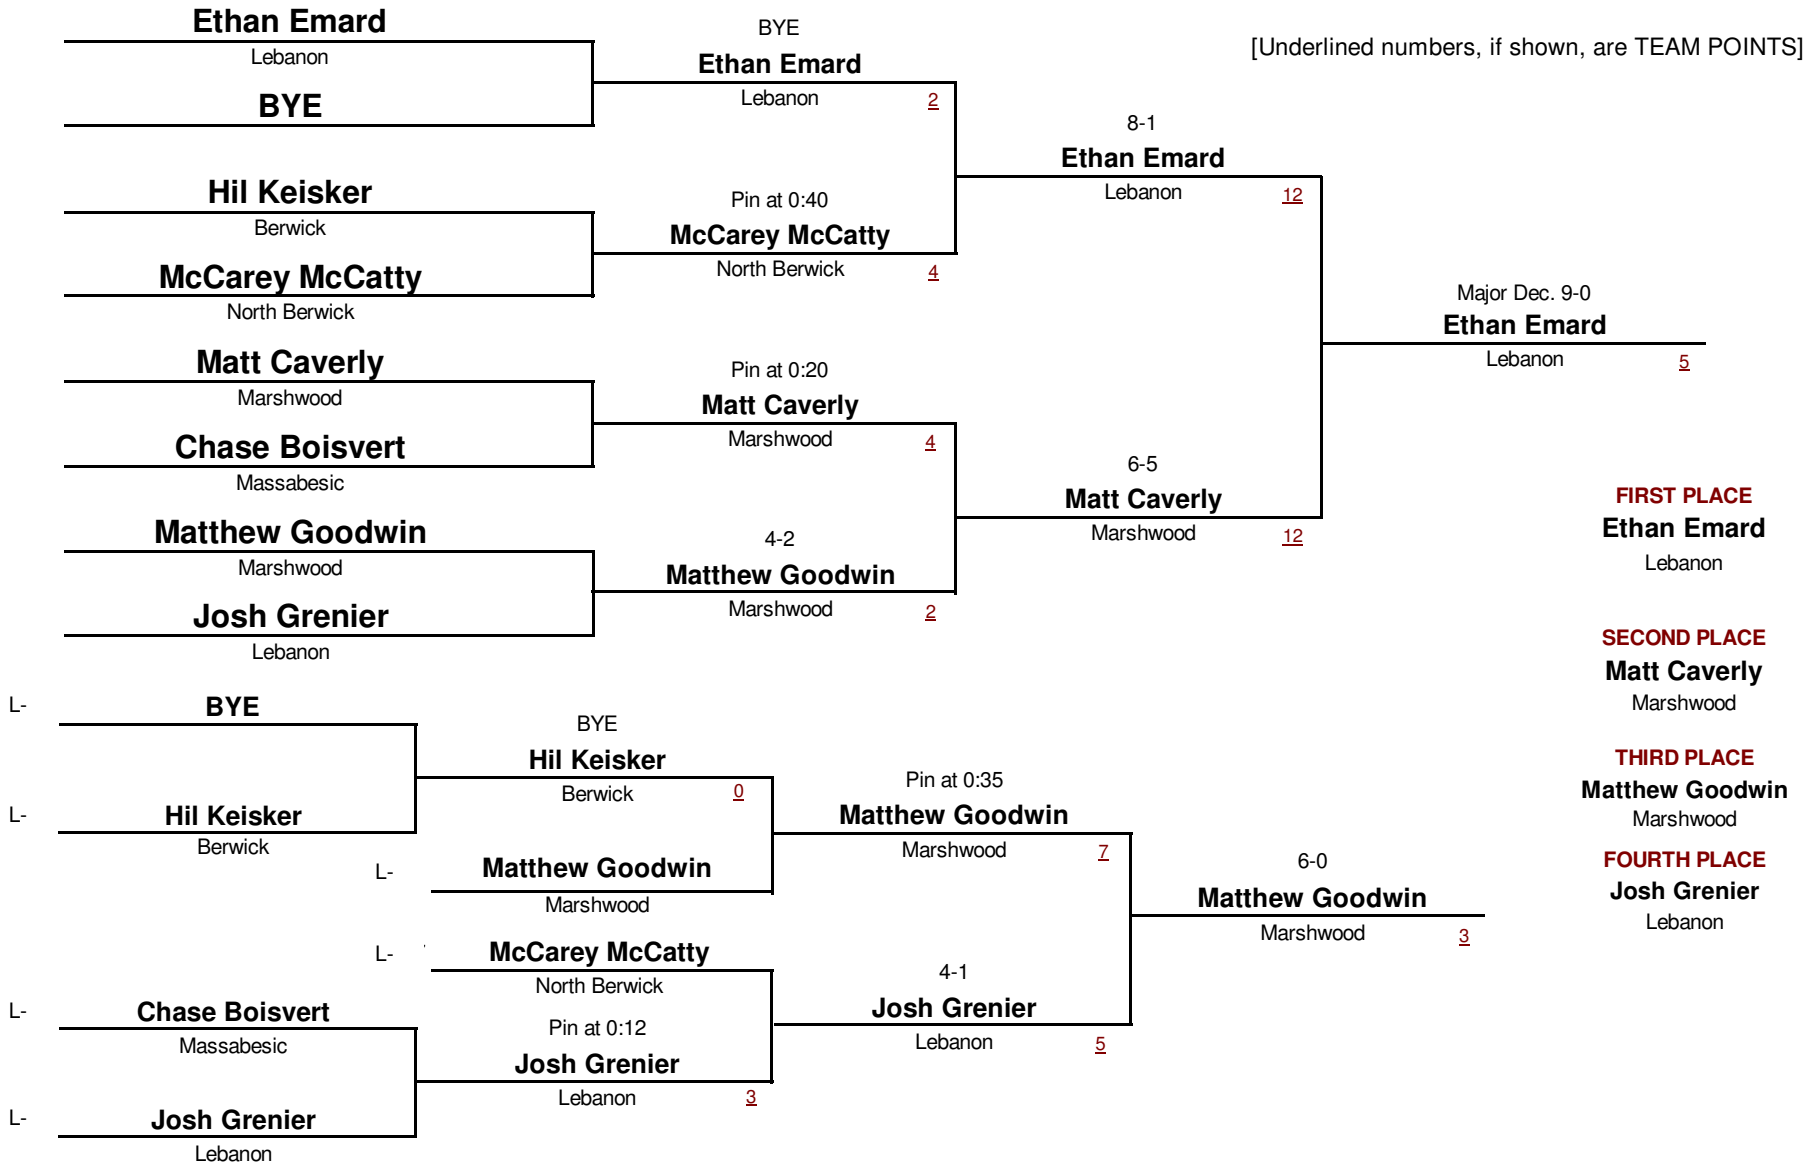 Ethan Emard
Lebanon
BYE
Hil Keisker
Berwick
McCarey McCatty
North Berwick
Matt Caverly
Marshwood
Chase Boisvert
Massabesic
Matthew Goodwin
Marshwood
Josh Grenier
Lebanon
BYE
Ethan Emard
Lebanon 2
Pin at 0:40
McCarey McCatty
North Berwick 4
Pin at 0:20
Matt Caverly
Marshwood 4
4-2
Matthew Goodwin
Marshwood 2
8-1
Ethan Emard
Lebanon 12
6-5
Matt Caverly
Marshwood 12
[Underlined numbers, if shown, are TEAM POINTS]
Major Dec. 9-0
Ethan Emard
Lebanon 5
FIRST PLACE
Ethan Emard
Lebanon
SECOND PLACE
Matt Caverly
Marshwood
THIRD PLACE
Matthew Goodwin
Marshwood
FOURTH PLACE
Josh Grenier
Lebanon
L- BYE
L- Hil Keisker
Berwick
L- Chase Boisvert
Massabesic
L- Josh Grenier
Lebanon
BYE
Hil Keisker
Berwick 0
L- Matthew Goodwin
Marshwood
L- McCarey McCatty
North Berwick
Pin at 0:12
Josh Grenier
Lebanon 3
Pin at 0:35
Matthew Goodwin
Marshwood 7
4-1
Josh Grenier
Lebanon 5
6-0
Matthew Goodwin
Marshwood 3